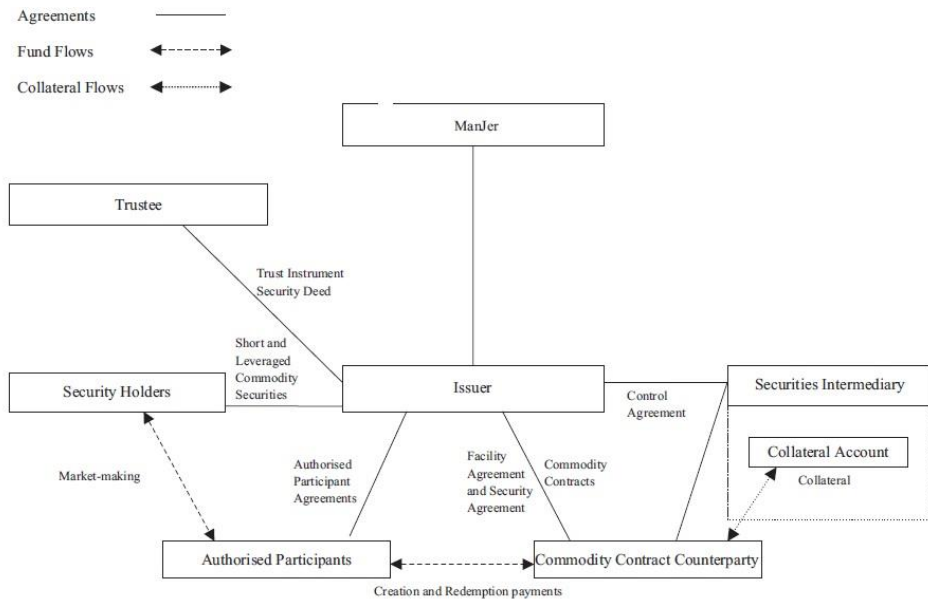 Agreements
Fund Flows
Collateral Flows
ManJer
Trustee
Trust Instrument
Security Deed
Short and
Leveraged
Commodity
Securities
Security Holders
Issuer
Securities Intermediary
Control
Agreement
Collateral Account
Collateral
Market-making
Authorised
Participant
Agreements
Facility
Agreement
and Security
Agreement
Commodity
Contracts
Authorised Participants
Commodity Contract Counterparty
Creation and Redemption payments